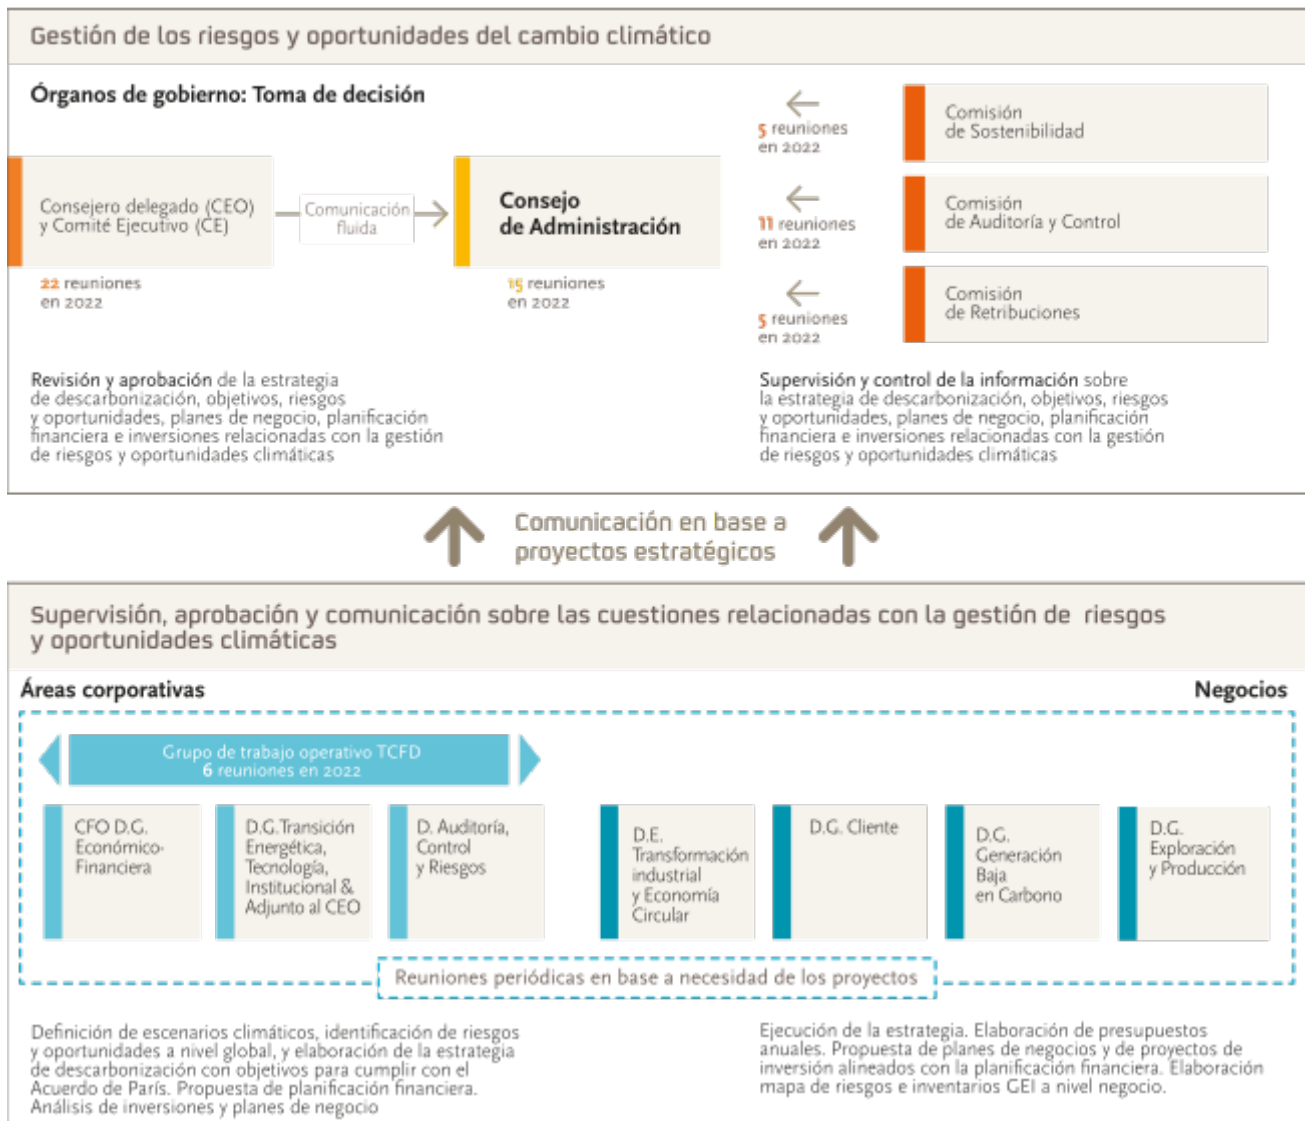 Gestión de los riesgos y oportunidades del cambio climático
Órganos de gobierno: Toma de decisión
Consejero delegado (CEO)
y Comité Ejecutivo (CE)
22 reuniones
en 2022
Comunicación
fluida
Consejo
de Administración
15 reuniones
en 2022
5 reuniones
en 2022
Comisión
de Sostenibilidad
11 reuniones
en 2022
Comisión
de Auditoría y Control
5 reuniones
en 2022
Comisión
de Retribuciones
Revisión y aprobación de la estrategia
de descarbonización, objetivos, riesgos
y oportunidades, planes de negocio, planificación
financiera e inversiones relacionadas con la gestión
de riesgos y oportunidades climáticas
Supervisión y control de la información sobre
la estrategia de descarbonización, objetivos, riesgos
y oportunidades, planes de negocio, planificación
financiera e inversiones relacionadas con la gestión
de riesgos y oportunidades climáticas
Comunicación en base a
proyectos estratégicos
Supervisión, aprobación y comunicación sobre las cuestiones relacionadas con la gestión de riesgos
y oportunidades climáticas
Áreas corporativas
Negocios
Grupo de trabajo operativo TCFD
6 reuniones en 2022
CFO D.G.
Económico-
Financiera
D.G. Transición
Energética,
Tecnología,
Institucional &
Adjunto al CEO
D. Auditoría,
Control
y Riesgos
D.E.
Transformación
industrial
y Economía
Circular
D.G. Cliente
D.G.
Generación
Baja
en Carbono
D.G.
Exploración
y Producción
Reuniones periódicas en base a necesidad de los proyectos
Definición de escenarios climáticos, identificación de riesgos
y oportunidades a nivel global, y elaboración de la estrategia
de descarbonización con objetivos para cumplir con el
Acuerdo de París. Propuesta de planificación financiera.
Análisis de inversiones y planes de negocio
Ejecución de la estrategia. Elaboración de presupuestos
anuales. Propuesta de planes de negocios y de proyectos de
inversión alineados con la planificación financiera. Elaboración
mapa de riesgos e inventarios GEI a nivel negocio.